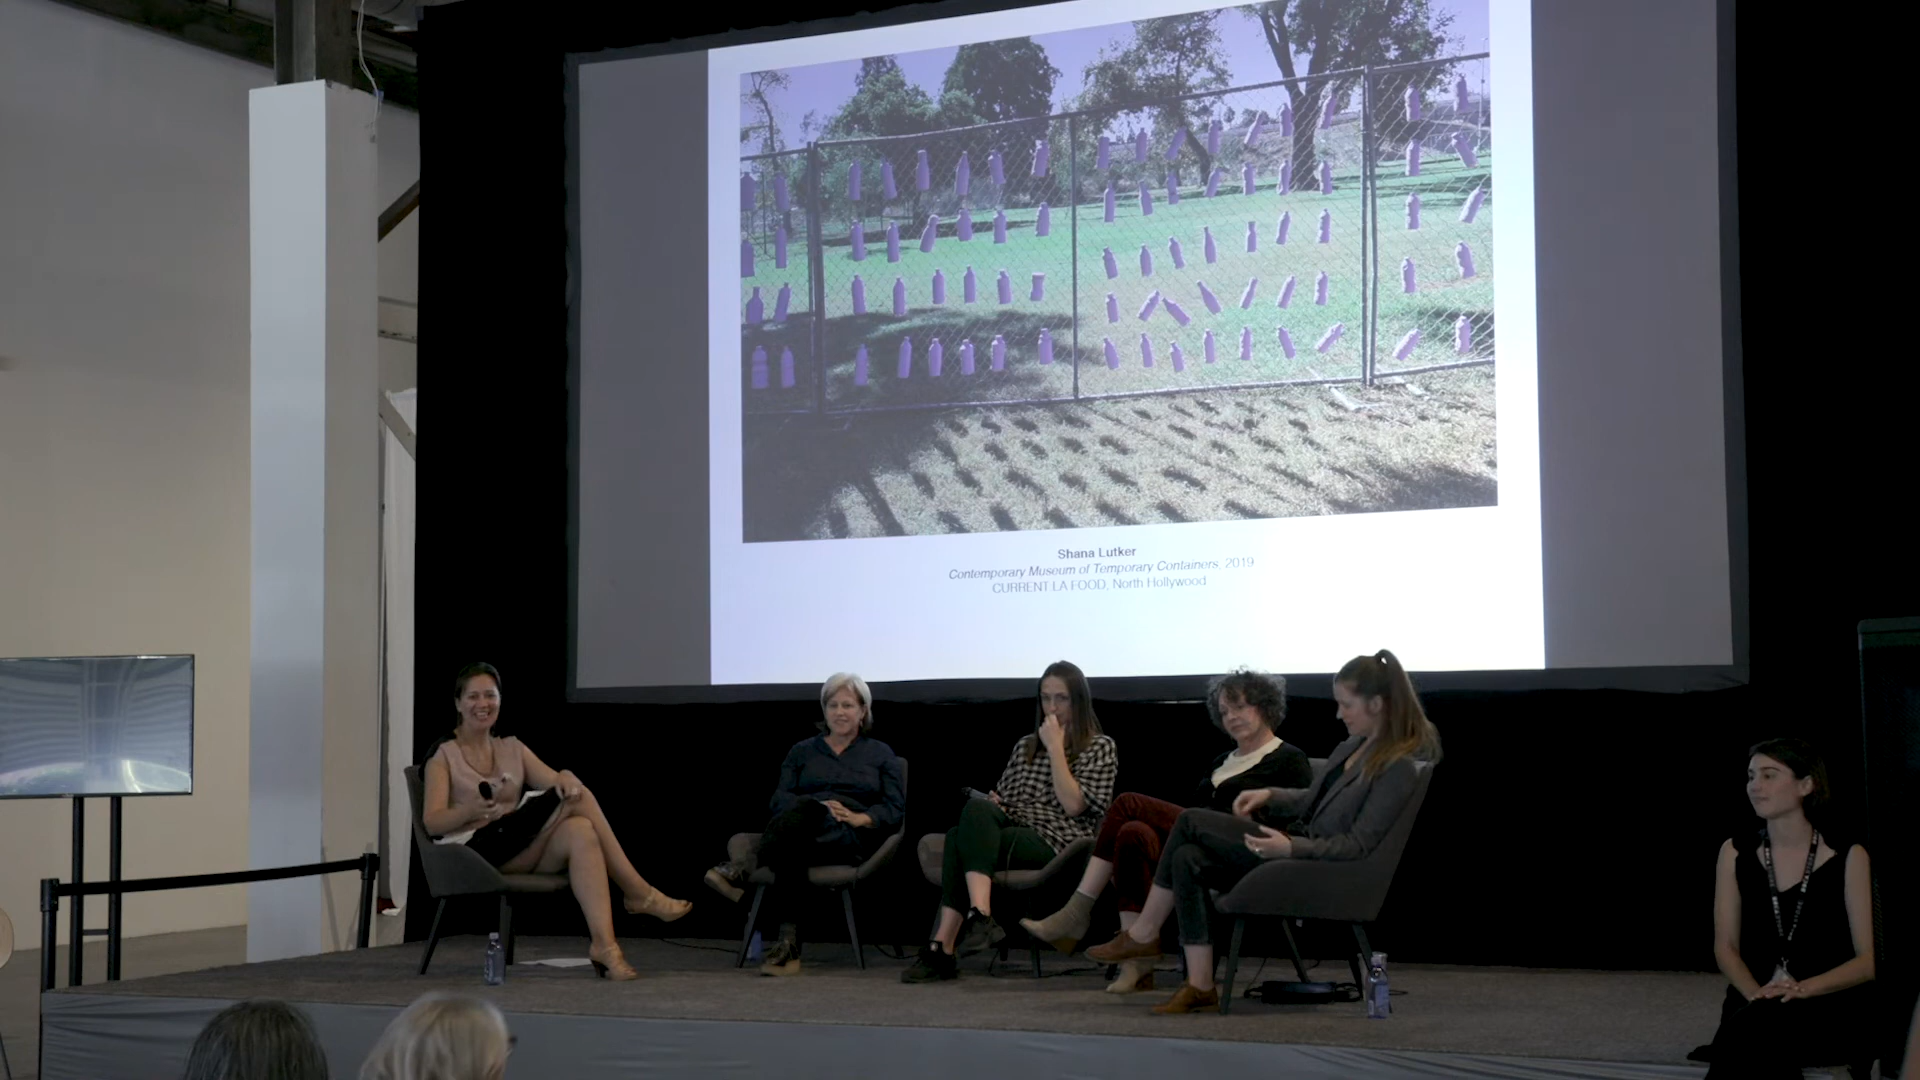 Shana Lutker
Contemporary Museum of Temporary Containers, 2019
CURRENT:LA FOOD, North Hollywood